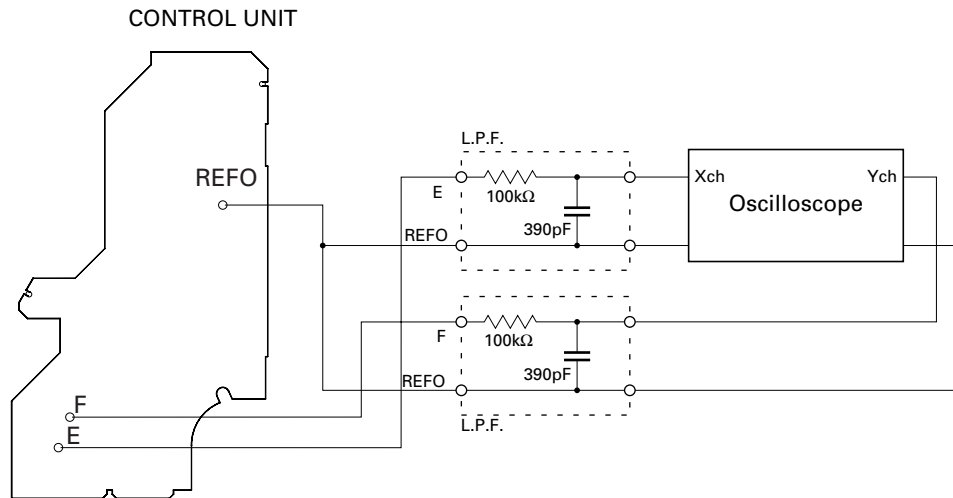 CONTROL UNIT
REFO
F
E
L.P.F.
E
100kΩ
390pF
REFO
Xch
Ych
Oscilloscope
F
100kΩ
390pF
REFO
L.P.F.